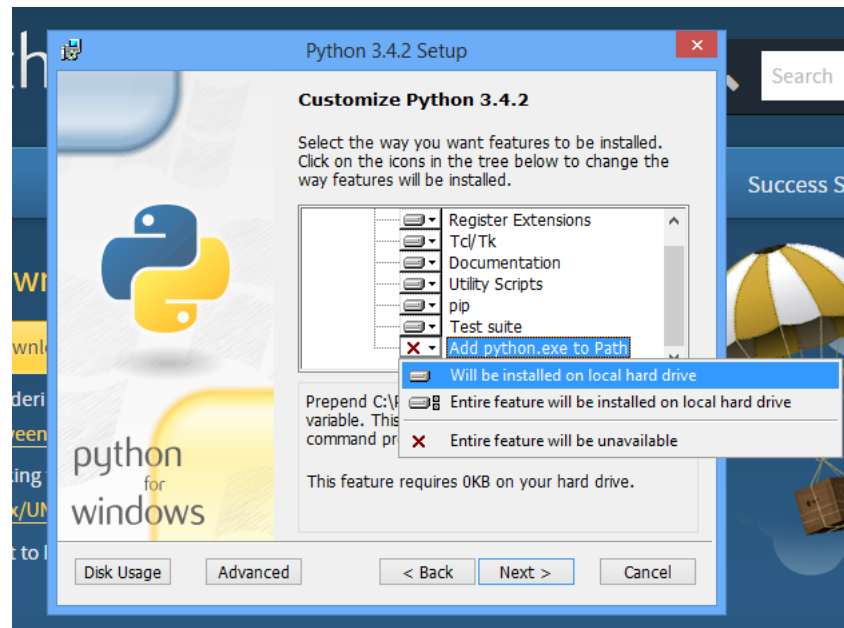 Python 3.4.2 Setup
Search
Customize Python 3.4.2
Select the way you want features to be installed.
Click on the icons in the tree below to change the
way features will be installed.
Success S
Register Extensions
Tcl/Tk
Documentation
Utility Scripts
pip
Test suite
Add python.exe to Path
Will be installed on local hard drive
Entire feature will be installed on local hard drive
Entire feature will be unavailable
Prepend C:\
variable. This
command pr
This feature requires 0KB on your hard drive.
python
for
windows
Disk Usage
Advanced
< Back
Next >
Cancel